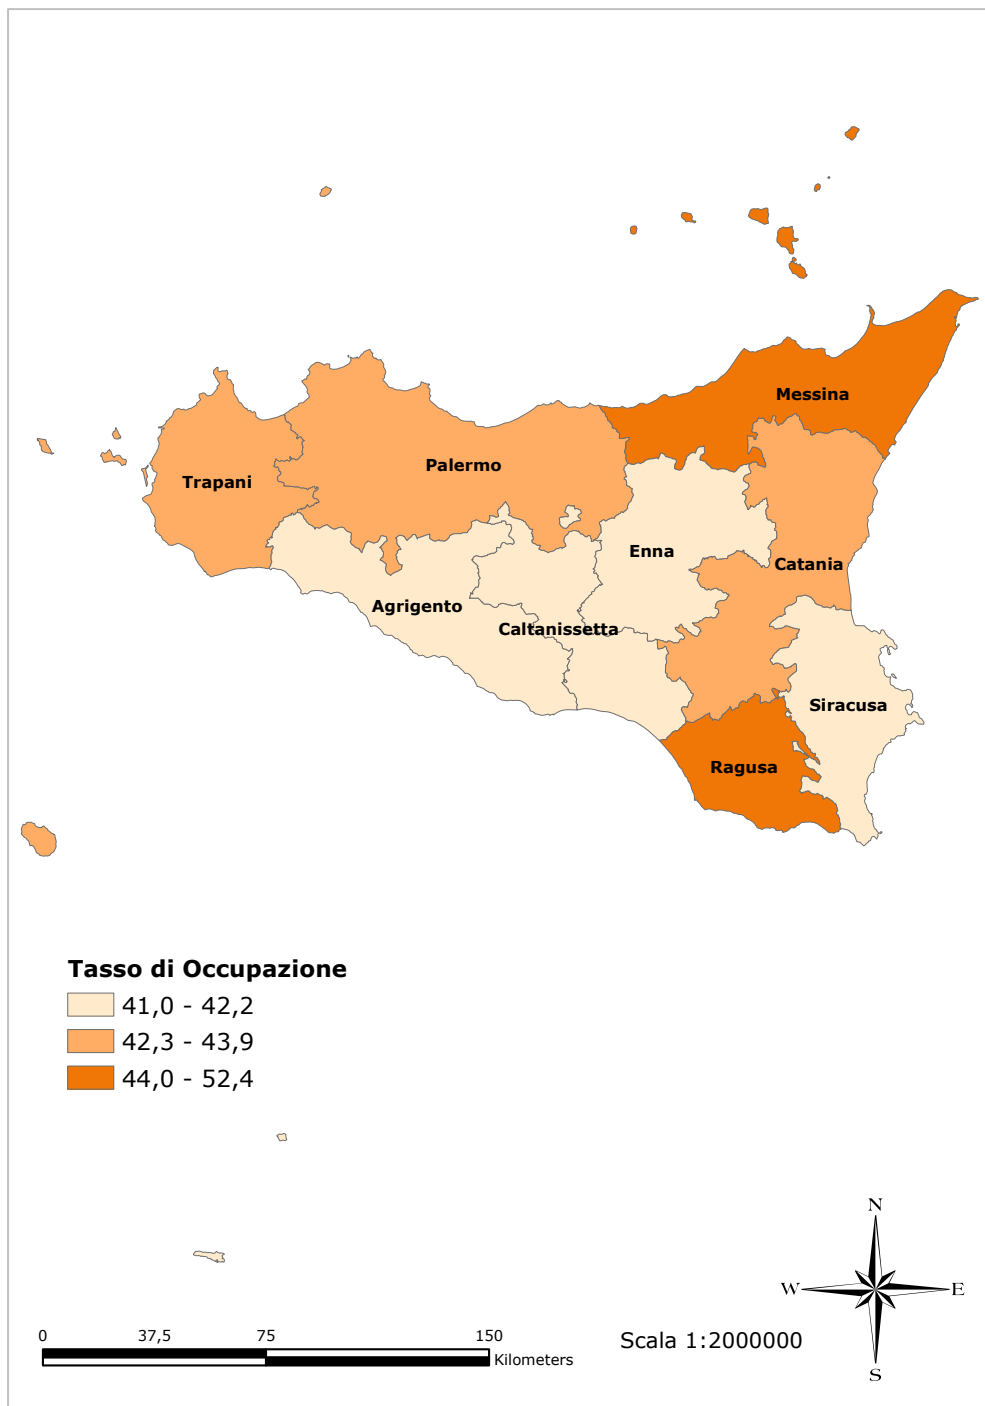 Messina
Palermo
Trapani
Enna
Catania
Agrigento
Caltanissetta
Siracusa
Ragusa
Tasso di Occupazione
41,0 - 42,2
42,3 - 43,9
44,0 - 52,4
N
W E
S
0 37,5 75 150
Kilometers
Scala 1:2000000